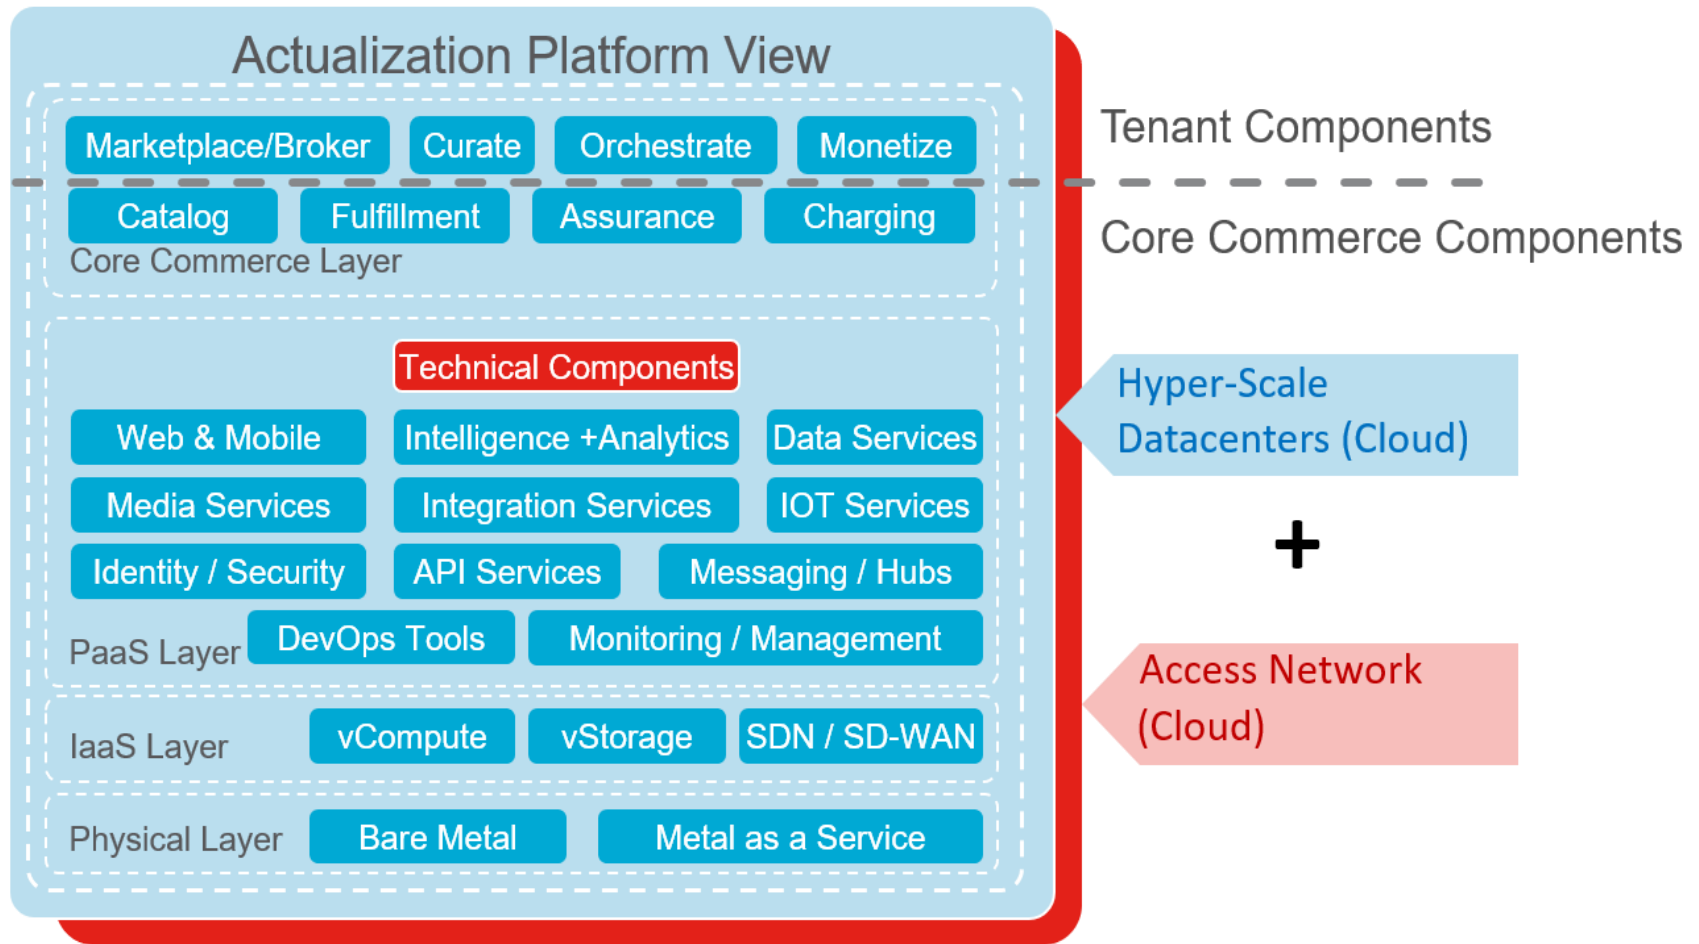 Actualization Platform View
Marketplace/Broker
Curate
Orchestrate
Monetize
Tenant Components
Catalog
Fulfillment
Assurance
Charging
Core Commerce Layer
Core Commerce Components
Technical Components
Web & Mobile
Intelligence +Analytics
Data Services
Media Services
Integration Services
IOT Services
Identity / Security
API Services
Messaging / Hubs
PaaS Layer
DevOps Tools
Monitoring / Management
IaaS Layer
vCompute
vStorage
SDN / SD-WAN
Physical Layer
Bare Metal
Metal as a Service
Hyper-Scale
Datacenters (Cloud)
+
Access Network
(Cloud)